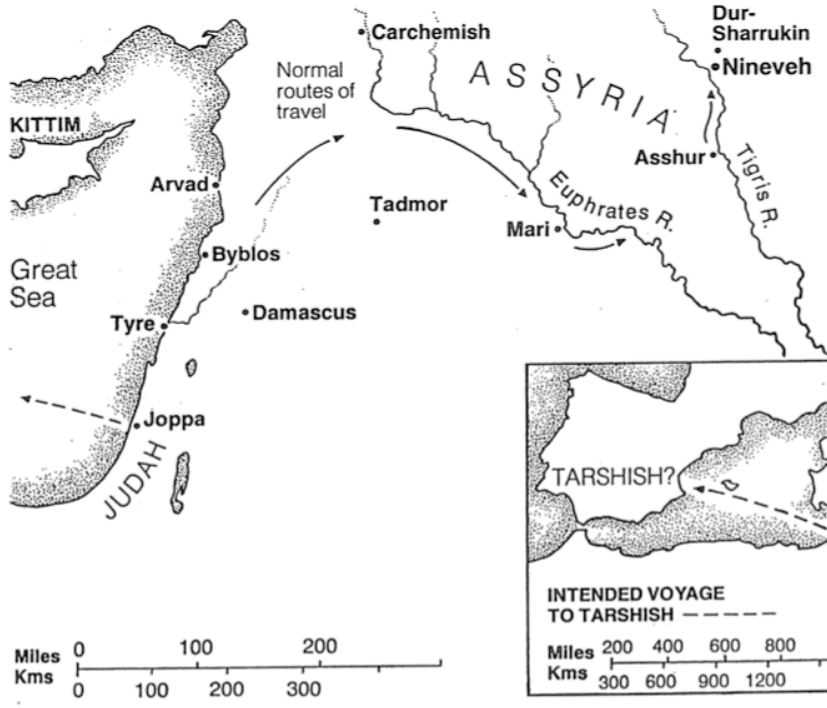 Dur-
Sharrukin
Nineveh
Carchemish
ASSYRIA
Normal
routes of
travel
KITTIM
Asshur
Tigris R.
Arvad
Tadmor
Euphrates R.
Mari
Byblos
Great
Sea
Damascus
Tyre
Joppa
JUDAH
TARSHISH?
INTENDED VOYAGE
TO TARSHISH
Miles 0 100 200
Kms 0 100 200 300
Miles 200 400 600 800
Kms 300 600 900 1200